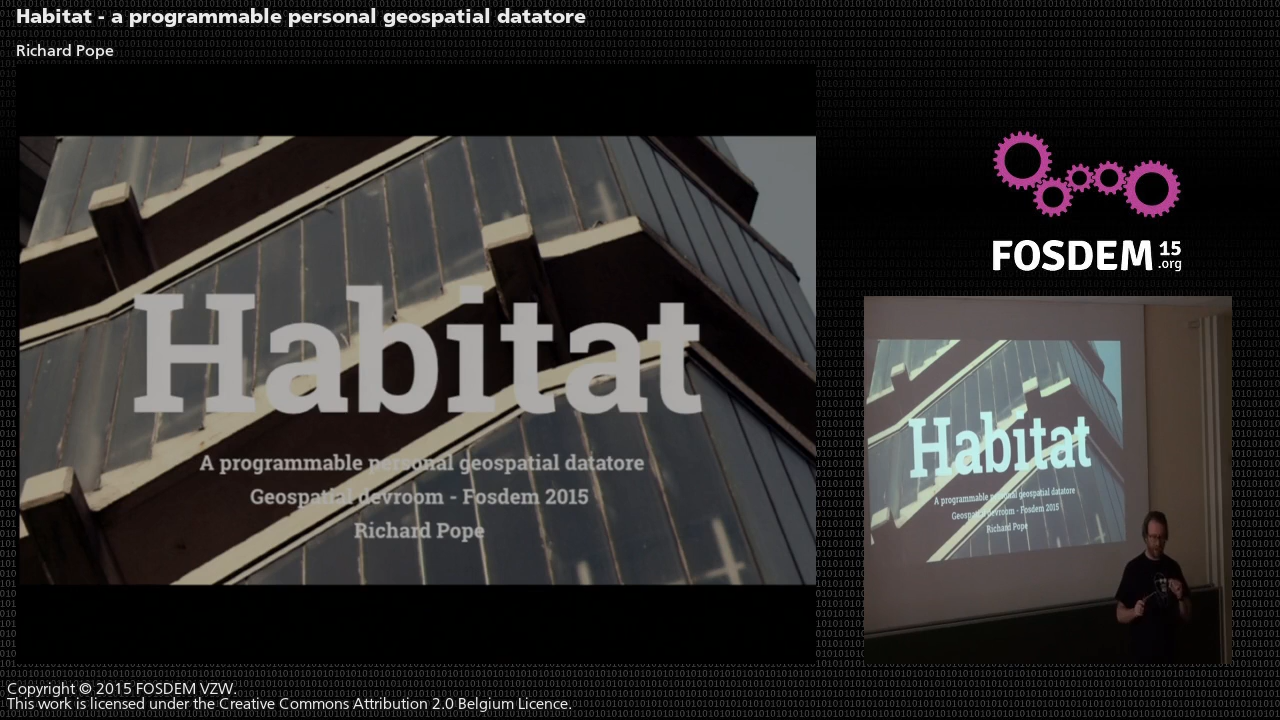 Habitat - a programmable personal geospatial datatore
Richard Pope
Habitat
A programmable personal geospatial datatore
Geospatial devroom - Fosdem 2015
Richard Pope
FOSDEM 15
.org
Habitat
A programmable personal geospatial datatore
Geospatial devroom - Fosdem 2015
Richard Pope
Copyright © 2015 FOSDEM VZW.
This work is licensed under the Creative Commons Attribution 2.0 Belgium Licence.